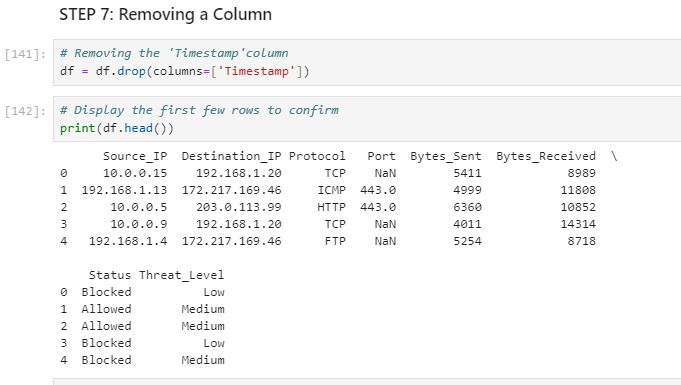 STEP 7: Removing a Column
[141]: # Removing the 'Timestamp'column
df = df.drop(columns=['Timestamp'])
[142]: # Display the first few rows to confirm
print(df.head())
Source_IP Destination_IP Protocol Port Bytes_Sent Bytes_Received \
0 10.0.0.15 192.168.1.20 TCP NaN 5411 8989
1 192.168.1.13 172.217.169.46 ICMP 443.0 4999 11808
2 10.0.0.5 203.0.113.99 HTTP 443.0 6360 10852
3 10.0.0.9 192.168.1.20 TCP NaN 4011 14314
4 192.168.1.4 172.217.169.46 FTP NaN 5254 8718
Status Threat_Level
0 Blocked Low
1 Allowed Medium
2 Allowed Medium
3 Blocked Low
4 Blocked Medium